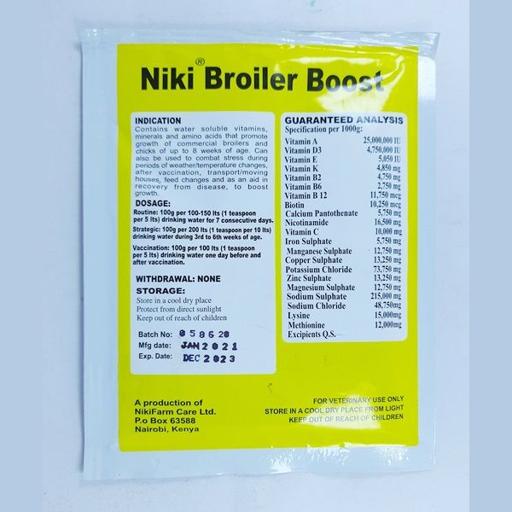 Niki® Broiler Boost
INDICATION
Contains water soluble vitamins,
minerals and amino acids that promote
growth of commercial broilers and
chicks of up to 8 weeks of age. Can
also be used to combat stress during
periods of weather/temperature changes,
after vaccination, transport/moving
houses, feed changes and as an aid in
recovery from disease, to boost
growth.
DOSAGE:
Routine: 100g per 100-150 lts (1 teaspoon
per 5 lts) drinking water for 7 consecutive days.
Strategic: 100g per 200 lts (1 teaspoon per 10 lts)
drinking water during 3rd to 6th weeks of age.
Vaccination: 100g per 100 lts (1 teaspoon
per 5 lts) drinking water one day before and
after vaccination.
WITHDRAWAL: NONE
STORAGE:
Store in a cool dry place
Protect from direct sunlight
Keep out of reach of children
Batch No: 058620
Mfg date: JAN 2021
Exp. Date: DEC 2023
GUARANTEED ANALYSIS
Specification per 1000g:
Vitamin A 25,000,000 IU
Vitamin D3 4,750,000 IU
Vitamin E 5,050 IU
Vitamin K 4,850 mg
Vitamin B2 4,750 mg
Vitamin B6 2,750 mg
Vitamin B 12 11,750 mcg
Biotin 10,250 mcg
Calcium Pantothenate 5,750 mg
Nicotinamide 16,500 mg
Vitamin C 10,000 mg
Iron Sulphate 5,750 mg
Manganese Sulphate 12,750 mg
Copper Sulphate 13,250 mg
Potassium Chloride 73,750 mg
Zinc Sulphate 13,250 mg
Magnesium Sulphate 12,750 mg
Sodium Sulphate 215,000 mg
Sodium Chloride 48,750mg
Lysine 15,000mg
Methionine 12,000mg
Excipients Q.S.
A production of
NikiFarm Care Ltd.
P.o Box 63588
Nairobi, Kenya
FOR VETERINARY USE ONLY
STORE IN A COOL DRY PLACE FROM LIGHT
KEEP OUT OF REACH OF CHILDREN